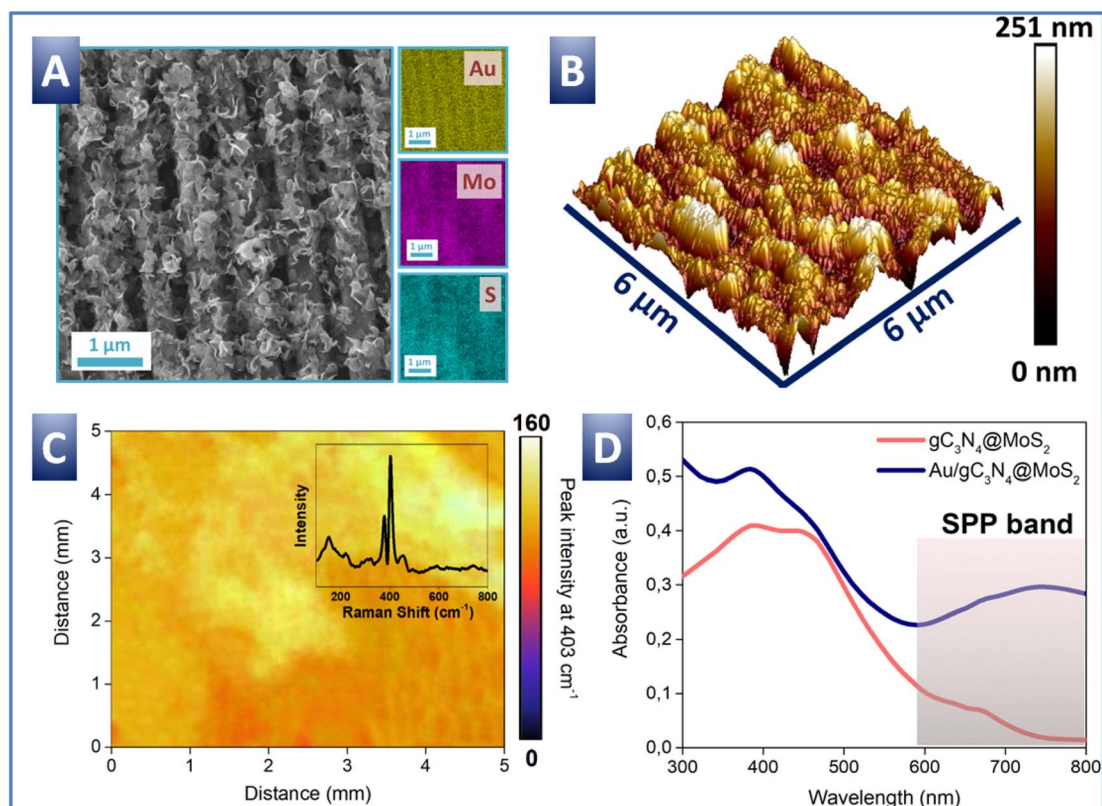 A
1 µm
Au
1 µm
Mo
1 µm
S
1 µm
B
251 nm
0 nm
6 µm
6 µm
C
160
0
Peak intensity at 403 cm⁻¹
5
4
3
2
1
0
Distance (mm)
0 1 2 3 4 5
Distance (mm)
Intensity
200 400 600 800
Raman Shift (cm⁻¹)
D
gC₃N₄@MoS₂
Au/gC₃N₄@MoS₂
SPP band
0,6
0,5
0,4
0,3
0,2
0,1
0,0
Absorbance (a.u.)
300 400 500 600 700 800
Wavelength (nm)